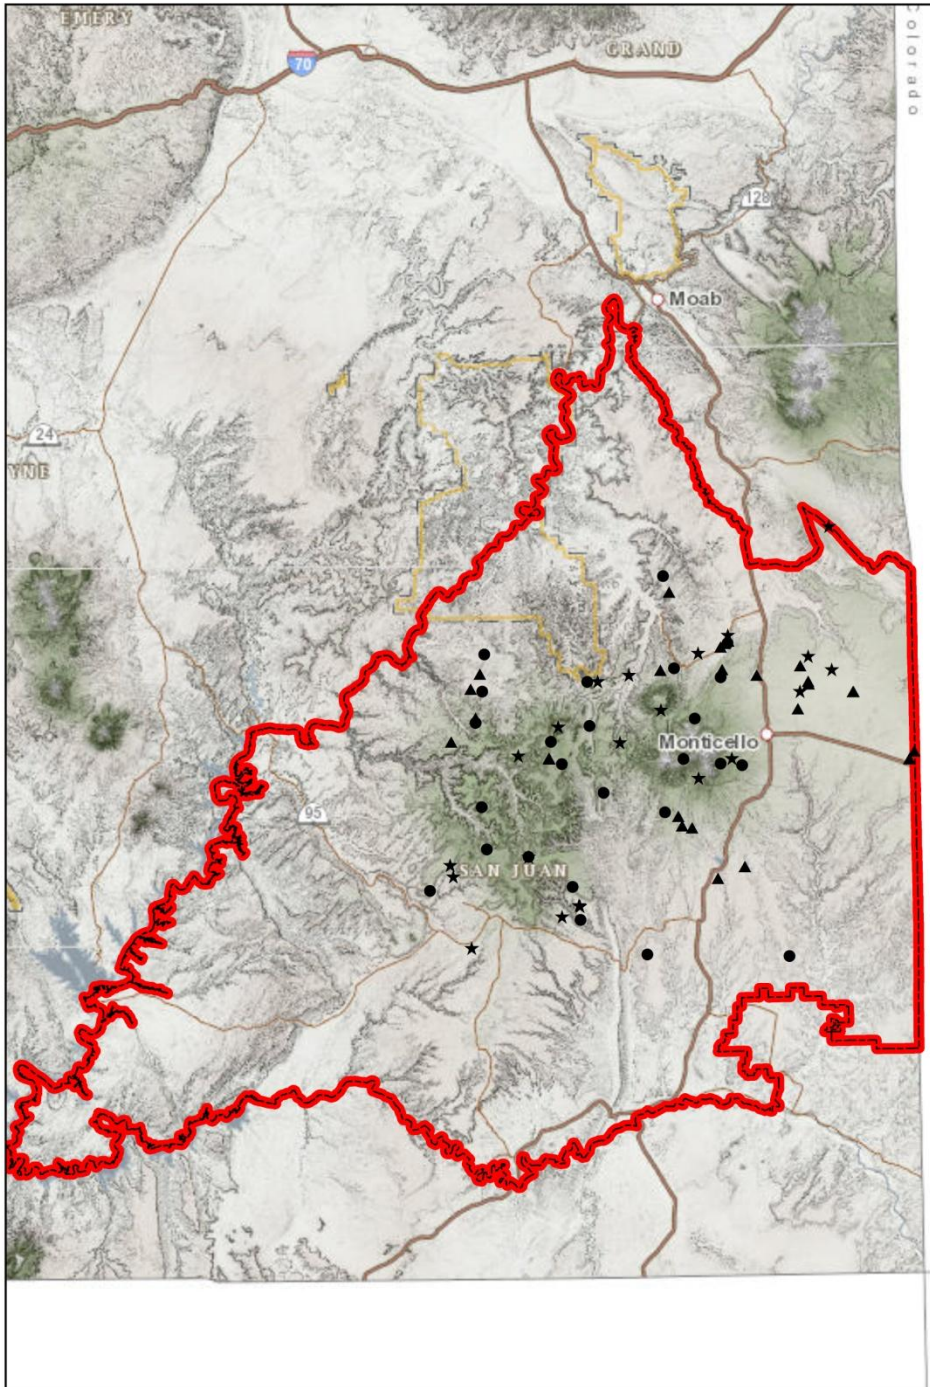 EMERY
Colorado
GRAND
70
128
Moab
24
YNE
Monticello
95
SAN JUAN